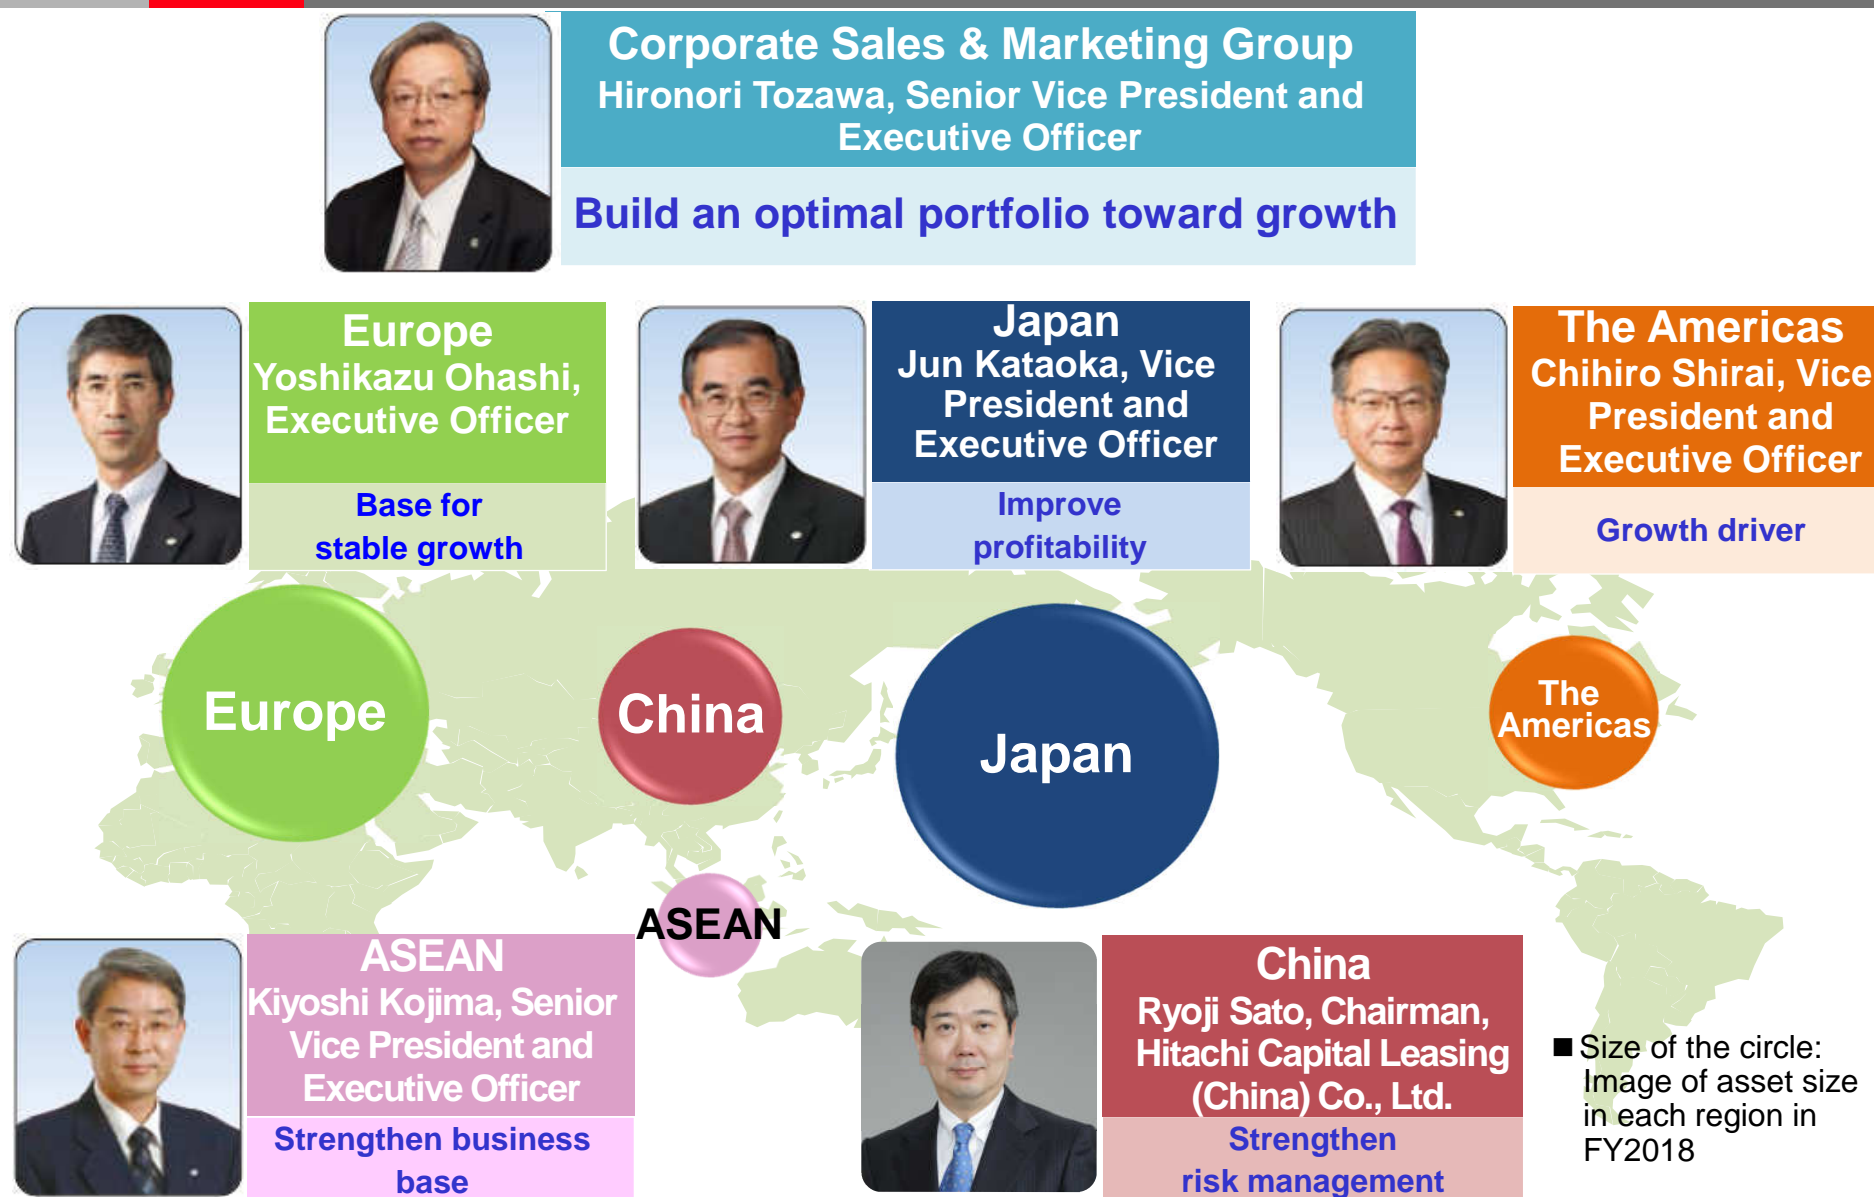 Corporate Sales & Marketing Group
Hironori Tozawa, Senior Vice President and
Executive Officer
Build an optimal portfolio toward growth
Europe
Yoshikazu Ohashi,
Executive Officer
Base for
stable growth
Japan
Jun Kataoka, Vice
President and
Executive Officer
Improve
profitability
The Americas
Chihiro Shirai, Vice
President and
Executive Officer
Growth driver
Europe
China
Japan
The
Americas
ASEAN
ASEAN
Kiyoshi Kojima, Senior
Vice President and
Executive Officer
Strengthen business
base
China
Ryoji Sato, Chairman,
Hitachi Capital Leasing
(China) Co., Ltd.
Strengthen
risk management
■ Size of the circle:
Image of asset size
in each region in
FY2018